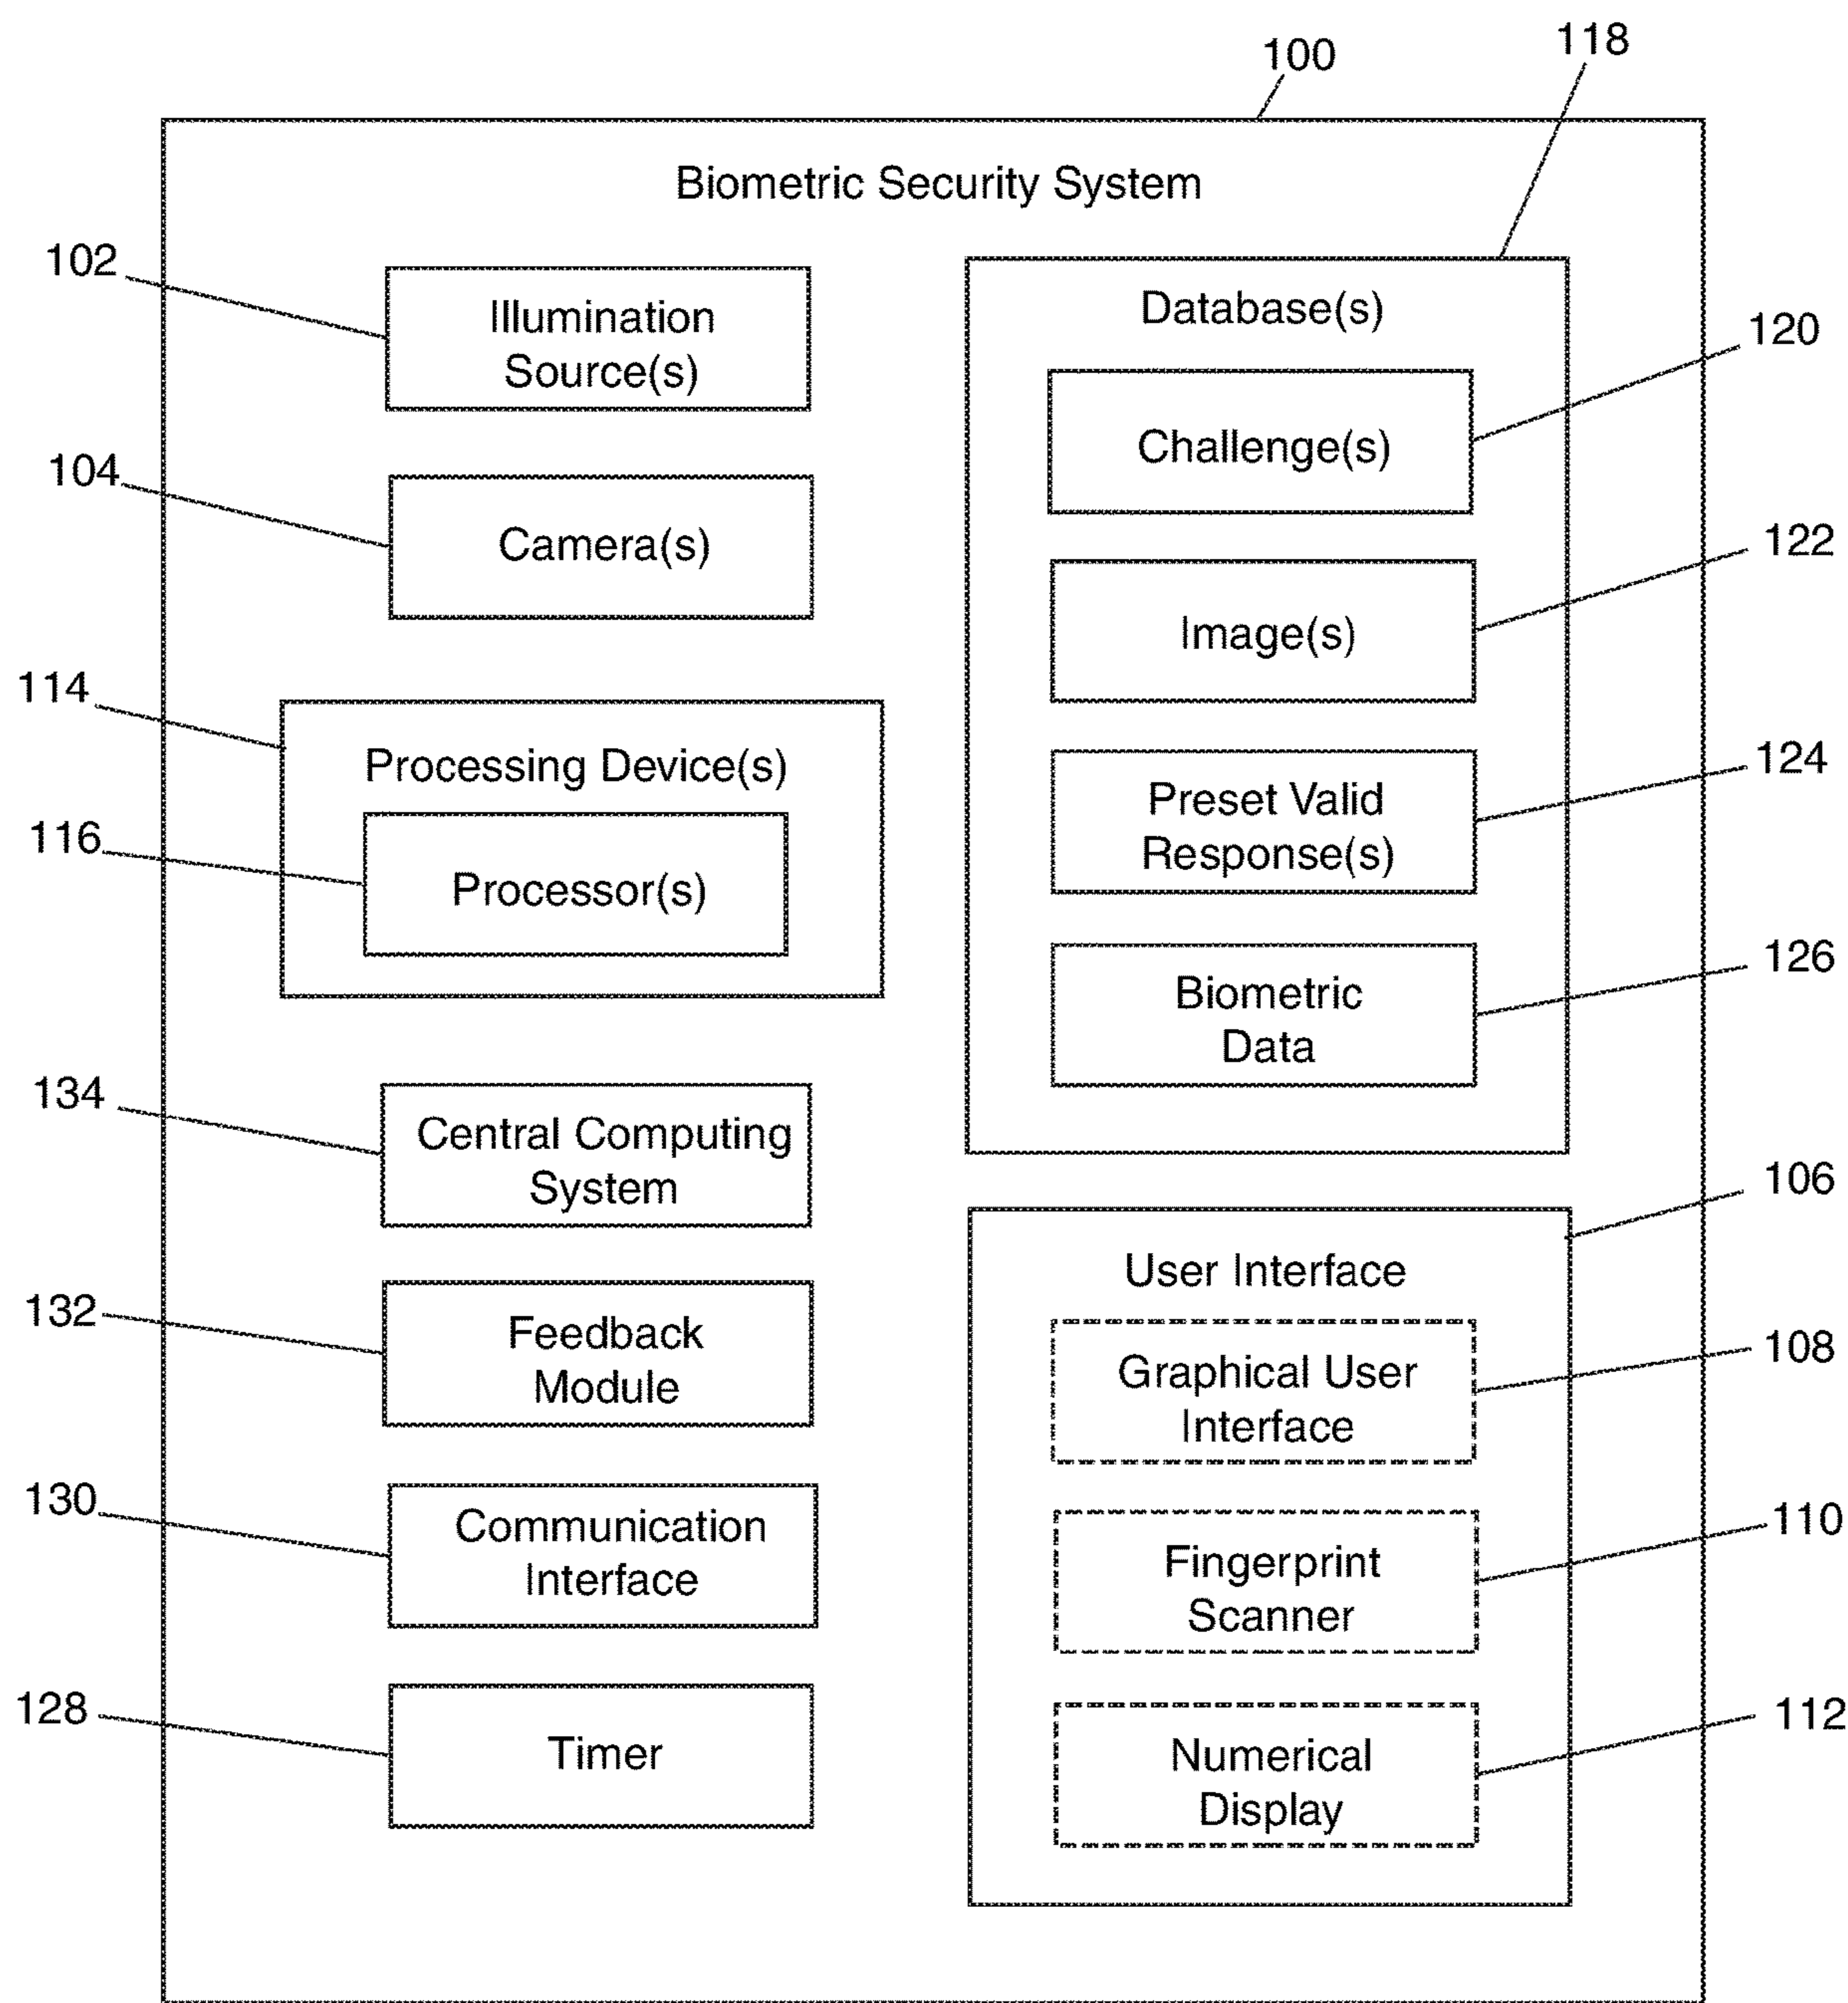 100
118
Biometric Security System
102
Illumination
Source(s)
104
Camera(s)
114
Processing Device(s)
116
Processor(s)
134
Central Computing
System
132
Feedback
Module
130
Communication
Interface
128
Timer
Database(s)
120
Challenge(s)
122
Image(s)
124
Preset Valid
Response(s)
126
Biometric
Data
106
User Interface
108
Graphical User
Interface
110
Fingerprint
Scanner
112
Numerical
Display